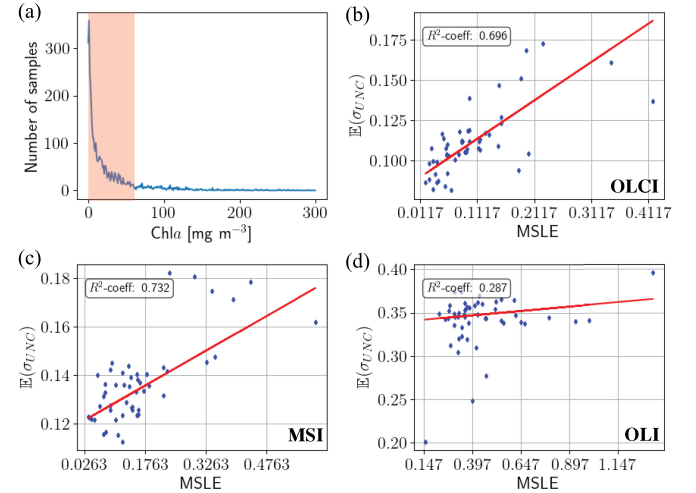 (a)
Number of samples
300
200
100
0
0
100
200
300
Chla [mg m⁻³]
(b)
𝔼(σ_UNC)
0.175
0.150
0.125
0.100
R²-coeff: 0.696
OLCI
0.0117 0.1117 0.2117 0.3117 0.4117
MSLE
(c)
𝔼(σ_UNC)
0.18
0.16
0.14
0.12
R²-coeff: 0.732
MSI
0.0263 0.1763 0.3263 0.4763
MSLE
(d)
𝔼(σ_UNC)
0.40
0.35
0.30
0.25
0.20
R²-coeff: 0.287
OLI
0.147 0.397 0.647 0.897 1.147
MSLE